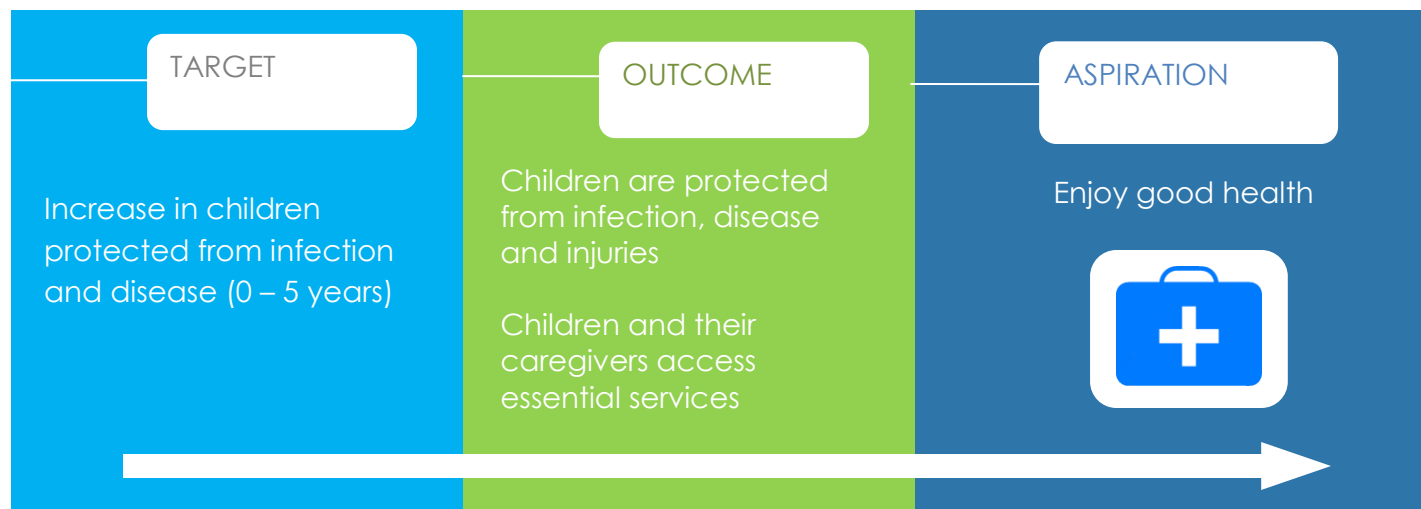 TARGET
Increase in children
protected from infection
and disease (0 – 5 years)
OUTCOME
Children are protected
from infection, disease
and injuries
Children and their
caregivers access
essential services
ASPIRATION
Enjoy good health